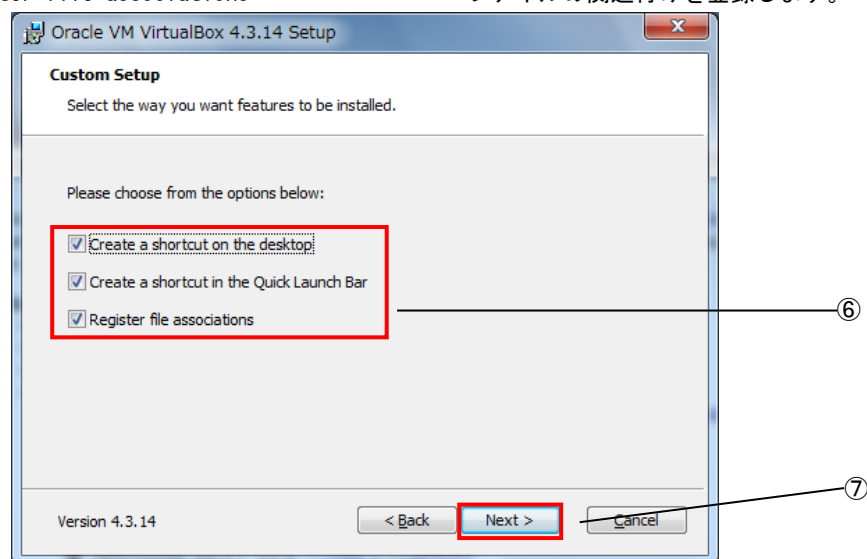 Oracle VM VirtualBox 4.3.14 Setup
Custom Setup
Select the way you want features to be installed.
Please choose from the options below:
Create a shortcut on the desktop
Create a shortcut in the Quick Launch Bar
Register file associations
⑥
⑦
Version 4.3.14
< Back
Next >
Cancel